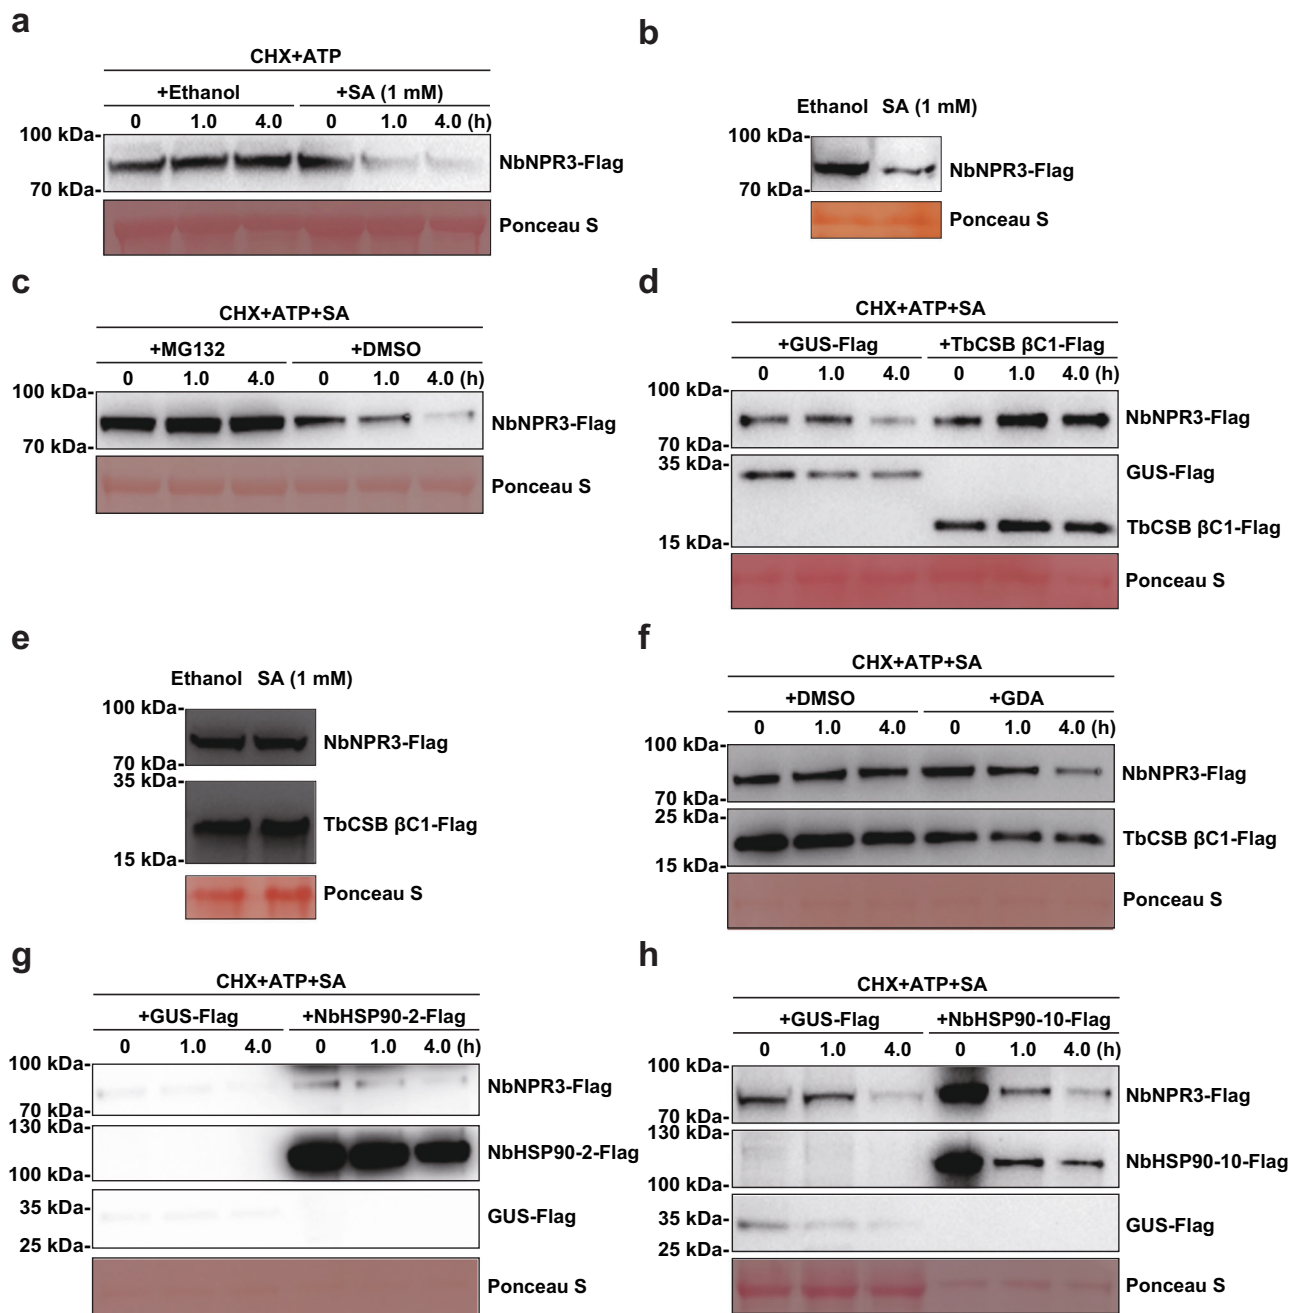 a
CHX+ATP
+Ethanol +SA (1 mM)
0 1.0 4.0 0 1.0 4.0 (h)
100 kDa-
NbNPR3-Flag
70 kDa-
Ponceau S
b
Ethanol SA (1 mM)
100 kDa-
NbNPR3-Flag
70 kDa-
Ponceau S
c
CHX+ATP+SA
+MG132 +DMSO
0 1.0 4.0 0 1.0 4.0 (h)
100 kDa-
NbNPR3-Flag
70 kDa-
Ponceau S
d
CHX+ATP+SA
+GUS-Flag +TbCSB βC1-Flag
0 1.0 4.0 0 1.0 4.0 (h)
100 kDa-
NbNPR3-Flag
70 kDa-
35 kDa-
GUS-Flag
TbCSB βC1-Flag
15 kDa-
Ponceau S
e
Ethanol SA (1 mM)
100 kDa-
NbNPR3-Flag
70 kDa-
35 kDa-
TbCSB βC1-Flag
15 kDa-
Ponceau S
f
CHX+ATP+SA
+DMSO +GDA
0 1.0 4.0 0 1.0 4.0 (h)
100 kDa-
NbNPR3-Flag
70 kDa-
25 kDa-
TbCSB βC1-Flag
15 kDa-
Ponceau S
g
CHX+ATP+SA
+GUS-Flag +NbHSP90-2-Flag
0 1.0 4.0 0 1.0 4.0 (h)
100 kDa-
NbNPR3-Flag
70 kDa-
130 kDa-
NbHSP90-2-Flag
100 kDa-
35 kDa-
GUS-Flag
25 kDa-
Ponceau S
h
CHX+ATP+SA
+GUS-Flag +NbHSP90-10-Flag
0 1.0 4.0 0 1.0 4.0 (h)
100 kDa-
NbNPR3-Flag
70 kDa-
130 kDa-
NbHSP90-10-Flag
100 kDa-
35 kDa-
GUS-Flag
25 kDa-
Ponceau S